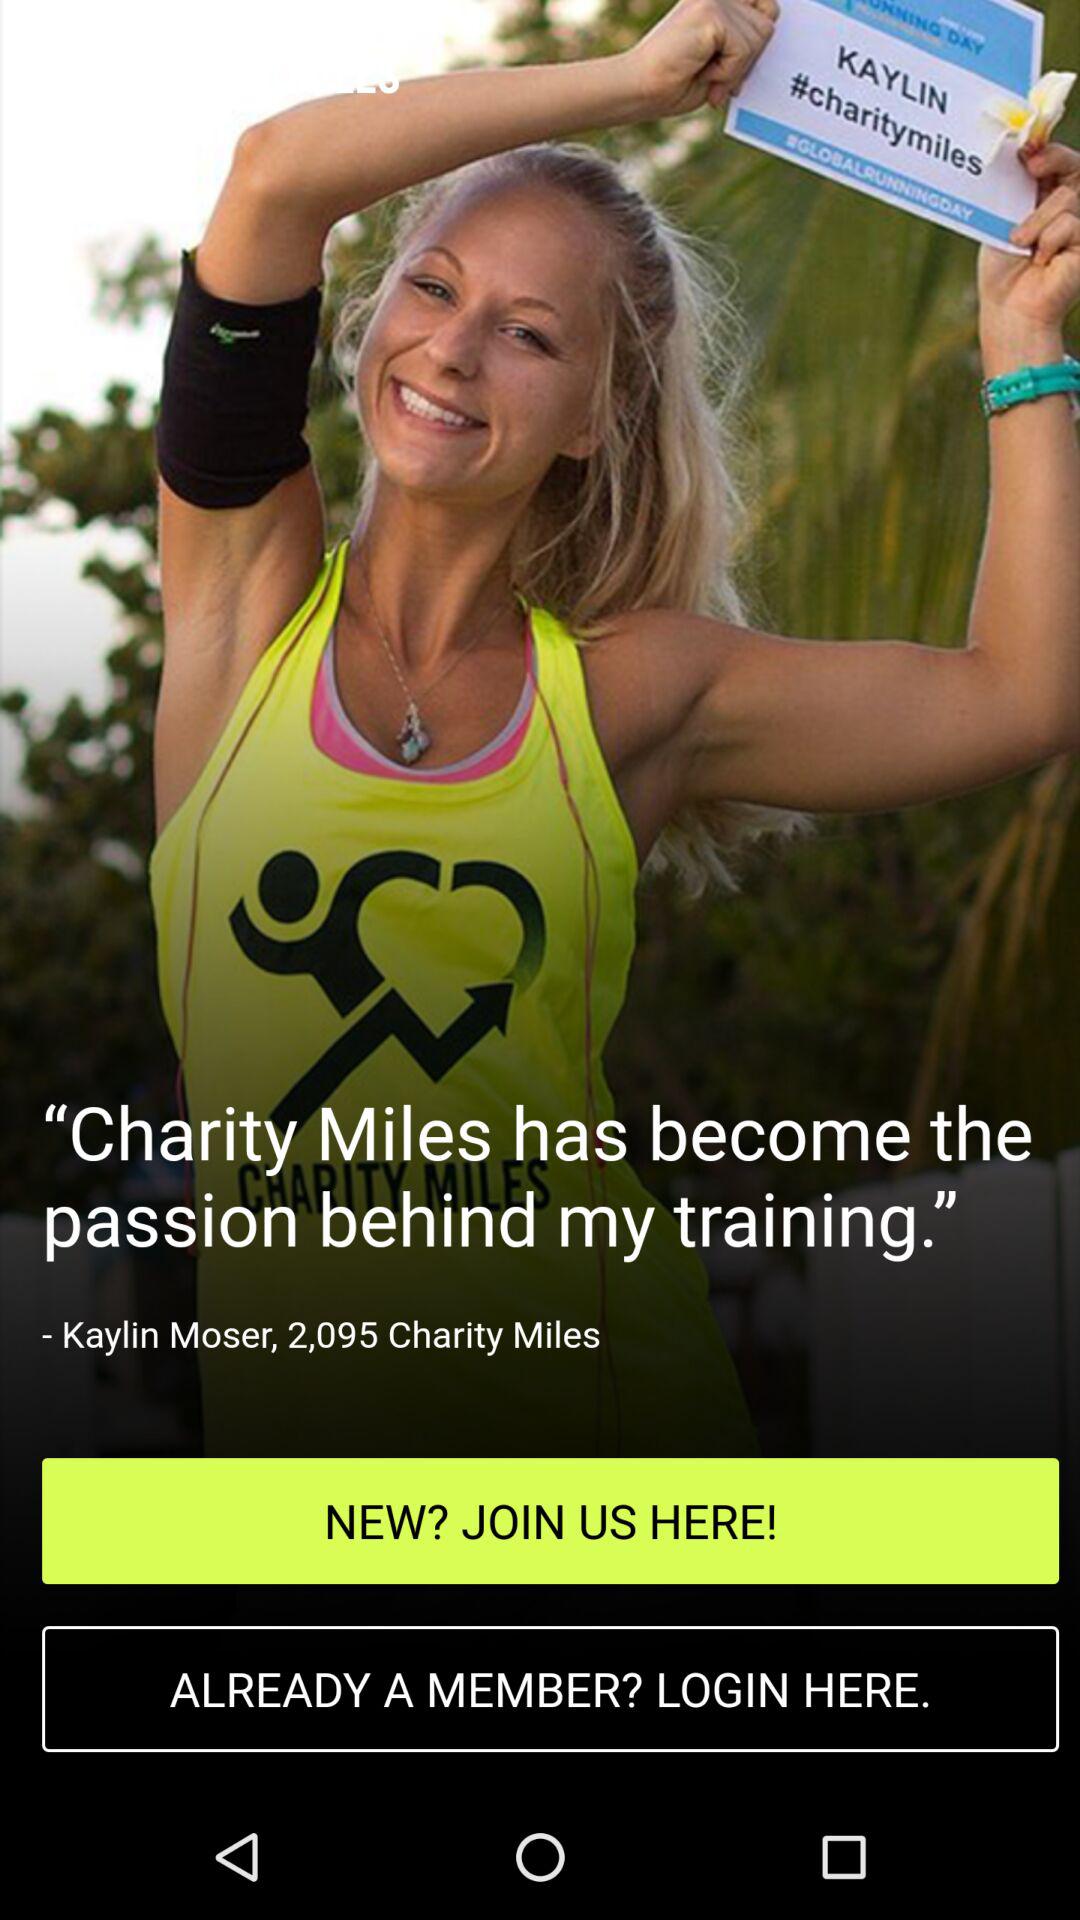 RUNNING DAY
KAYLIN
#charitymiles
#GLOBALRUNNINGDAY
“Charity Miles has become the
CHARITY MILES
passion behind my training.”
- Kaylin Moser, 2,095 Charity Miles
NEW? JOIN US HERE!
ALREADY A MEMBER? LOGIN HERE.